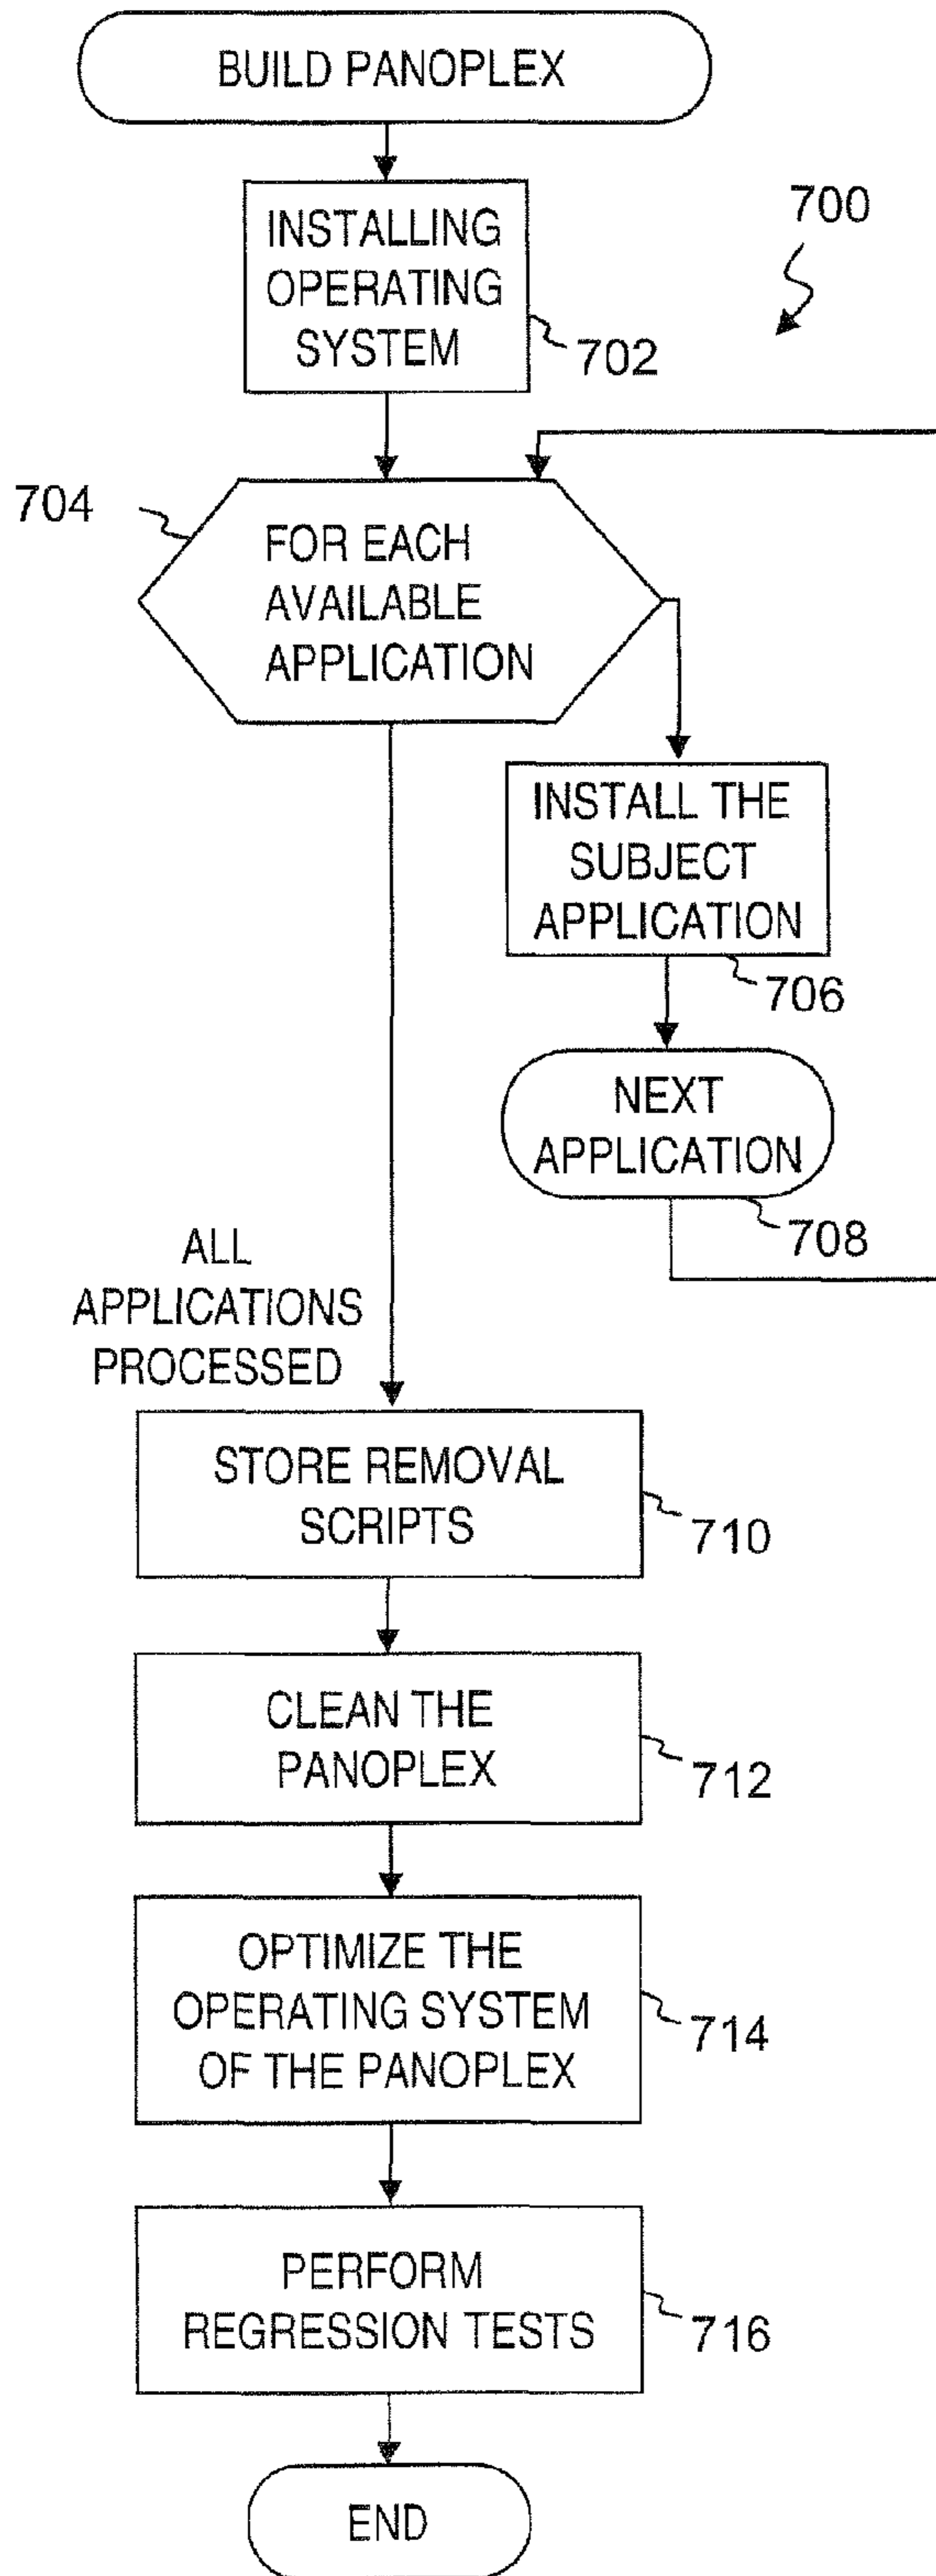 BUILD PANOPLEX
700
INSTALLING
OPERATING
SYSTEM
702
704
FOR EACH
AVAILABLE
APPLICATION
INSTALL THE
SUBJECT
APPLICATION
706
NEXT
APPLICATION
708
ALL
APPLICATIONS
PROCESSED
STORE REMOVAL
SCRIPTS
710
CLEAN THE
PANOPLEX
712
OPTIMIZE THE
OPERATING SYSTEM
OF THE PANOPLEX
714
PERFORM
REGRESSION TESTS
716
END